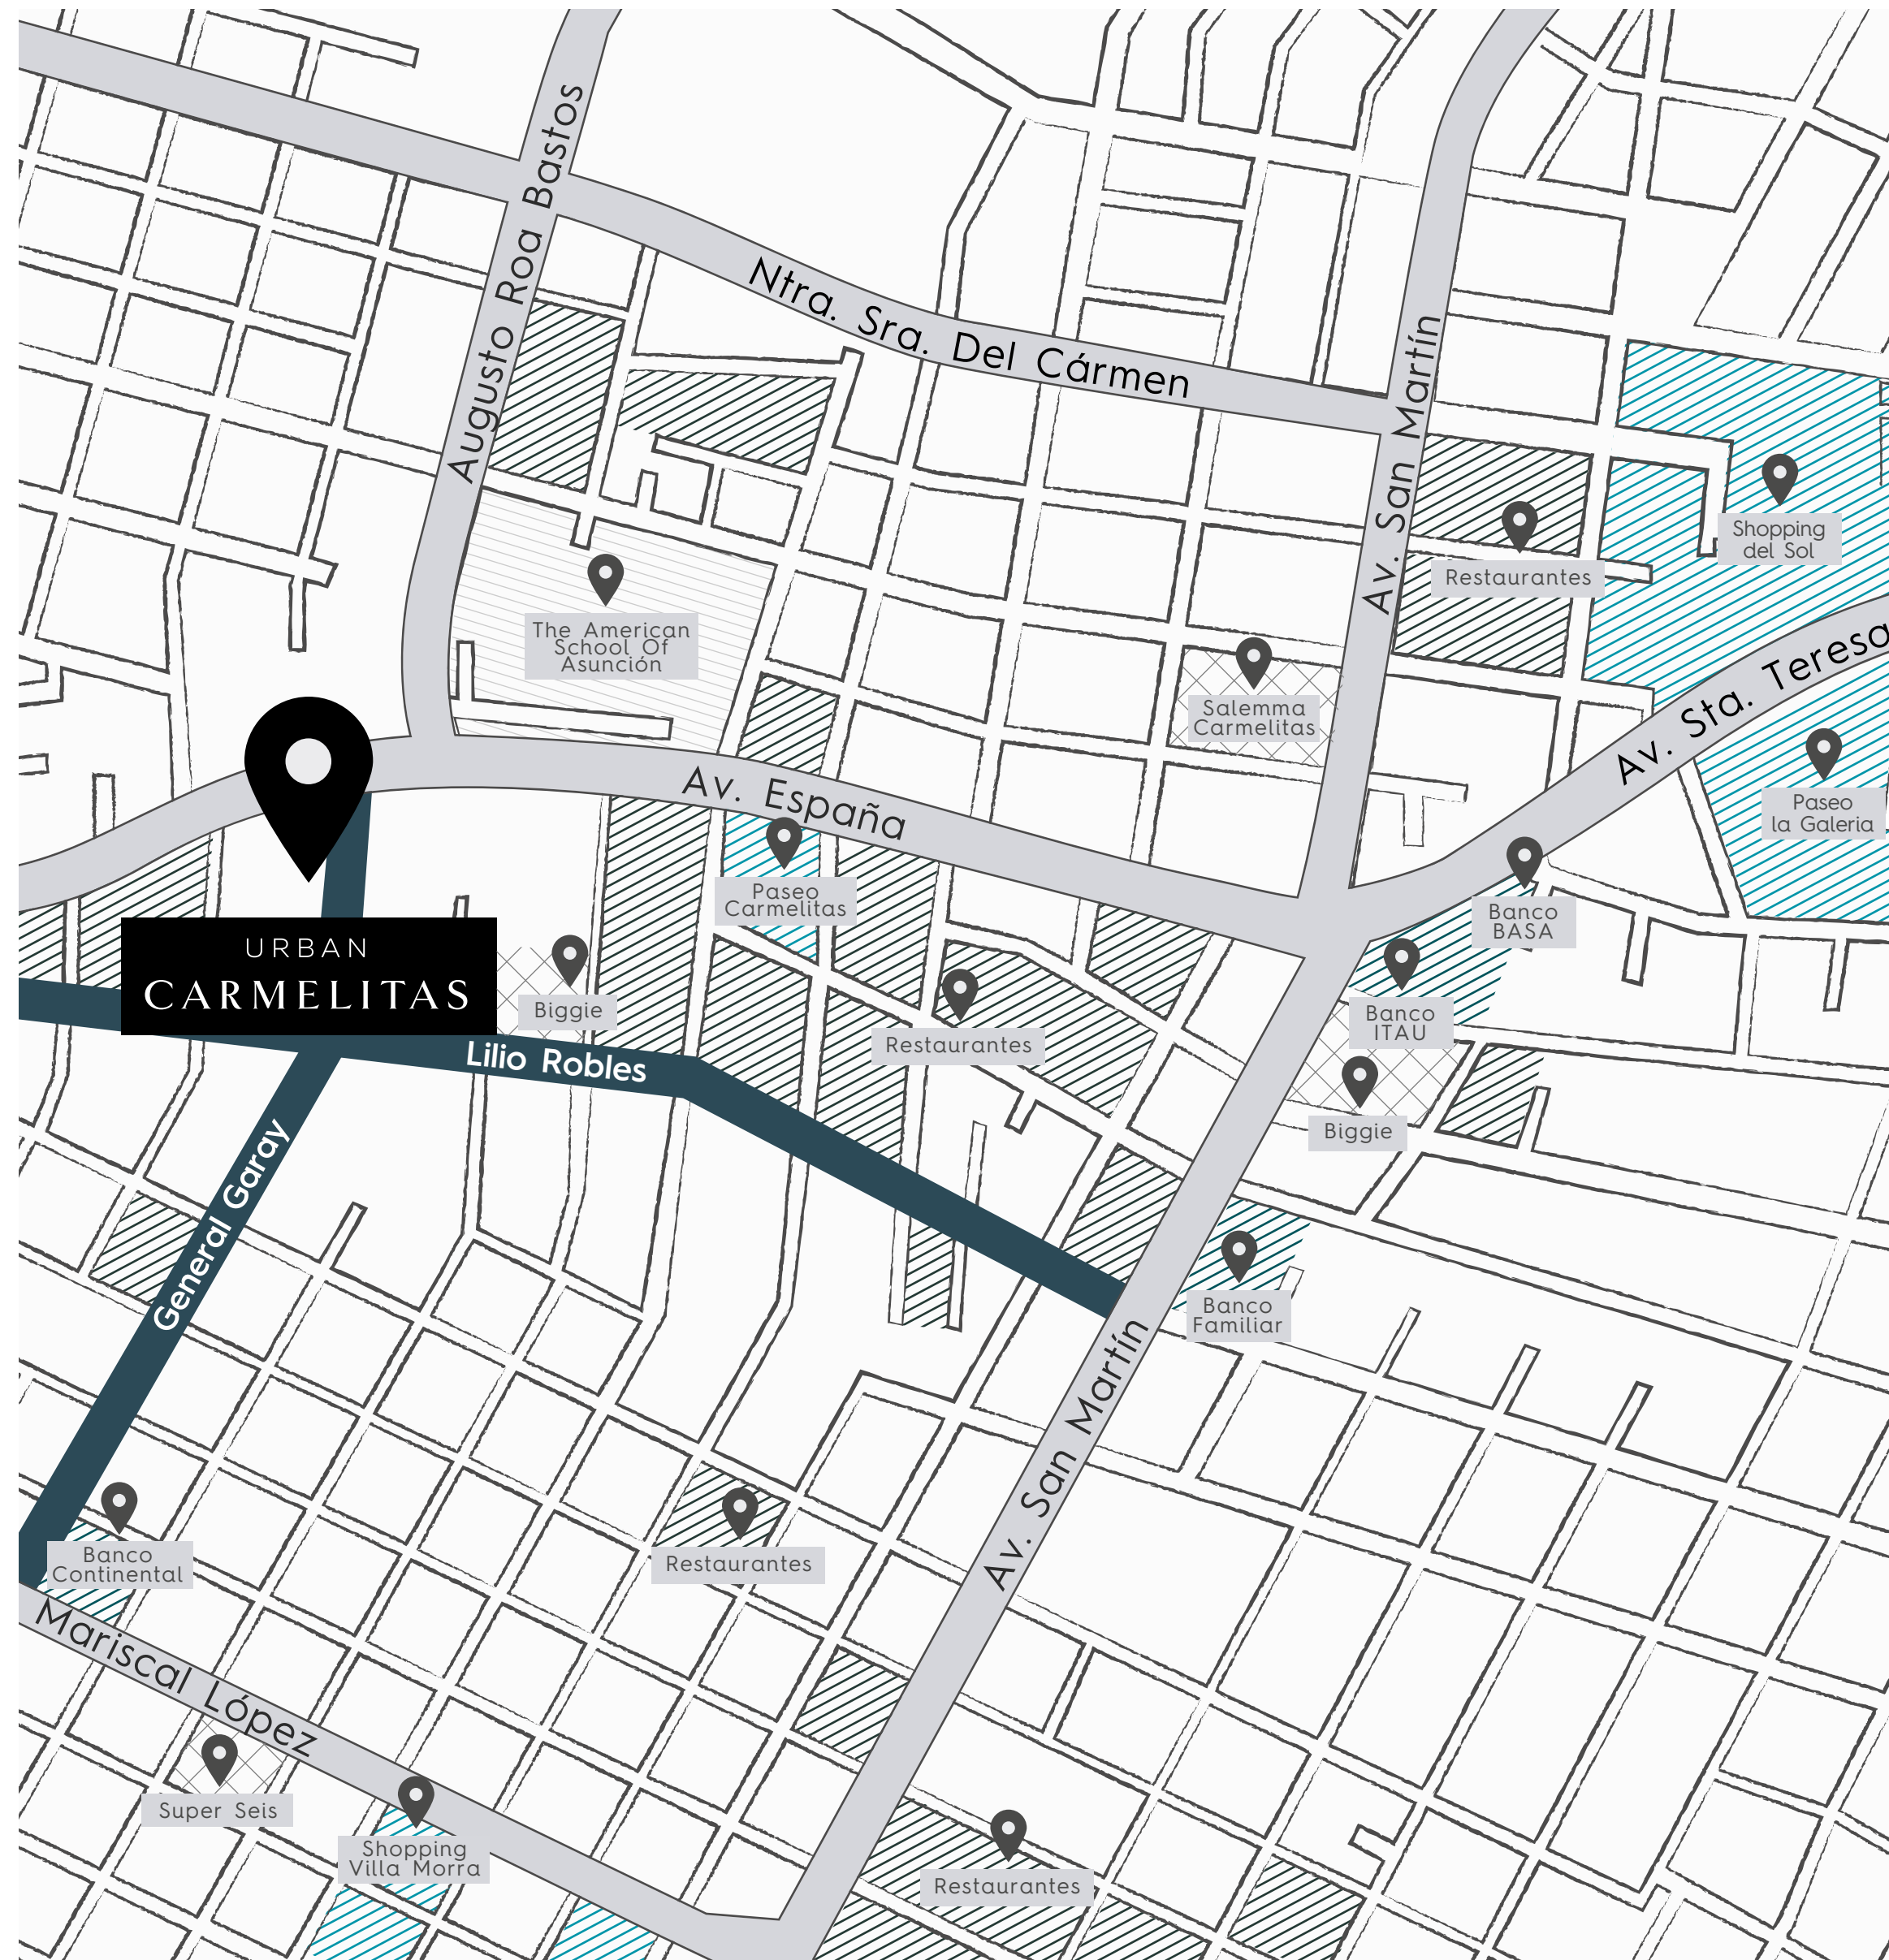 Augusto Roa Bastos
Ntra. Sra. Del Cármen
Av. San Martín
Shopping
del Sol
Restaurantes
The American
School Of
Asunción
Salemma
Carmelitas
Av. Sta. Teresa
Av. España
Paseo
la Galeria
Paseo
Carmelitas
Banco
BASA
URBAN
CARMELITAS
Biggie
Restaurantes
Banco
ITAU
Lilio Robles
Biggie
General Garay
Banco
Familiar
Av. San Martín
Banco
Continental
Restaurantes
Mariscal López
Super Seis
Shopping
Villa Morra
Restaurantes